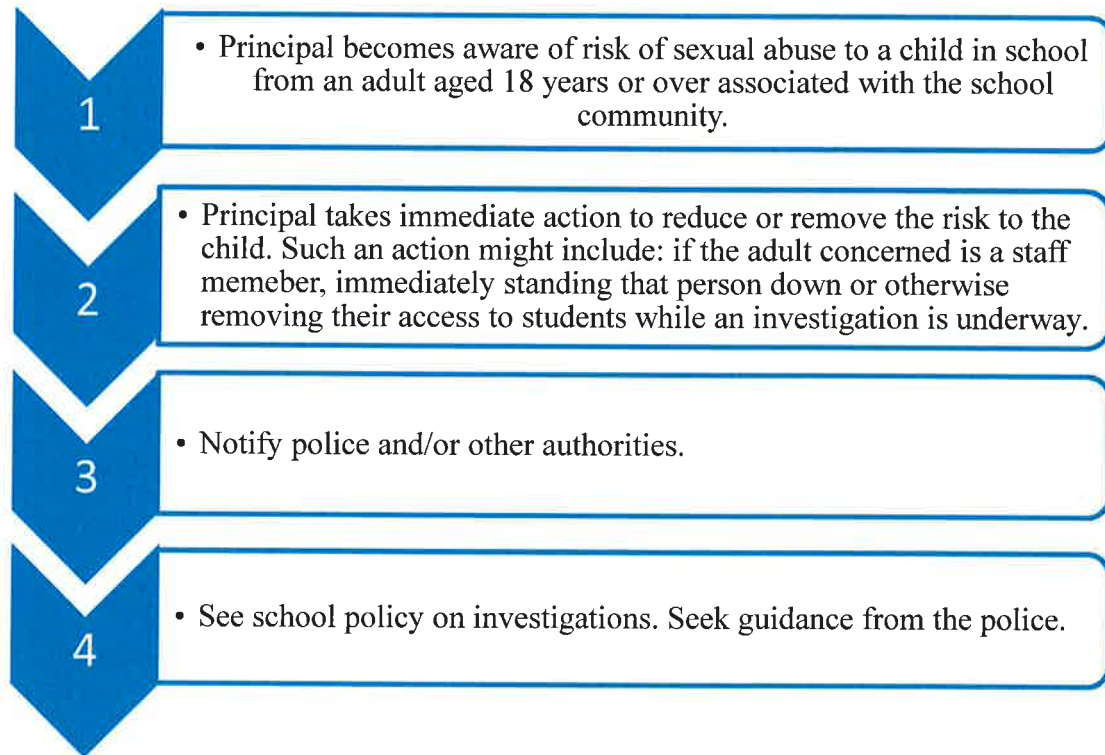 1
• Principal becomes aware of risk of sexual abuse to a child in school
from an adult aged 18 years or over associated with the school
community.
2
• Principal takes immediate action to reduce or remove the risk to the
child. Such an action might include: if the adult concerned is a staff
memeber, immediately standing that person down or otherwise
removing their access to students while an investigation is underway.
3
• Notify police and/or other authorities.
4
• See school policy on investigations. Seek guidance from the police.